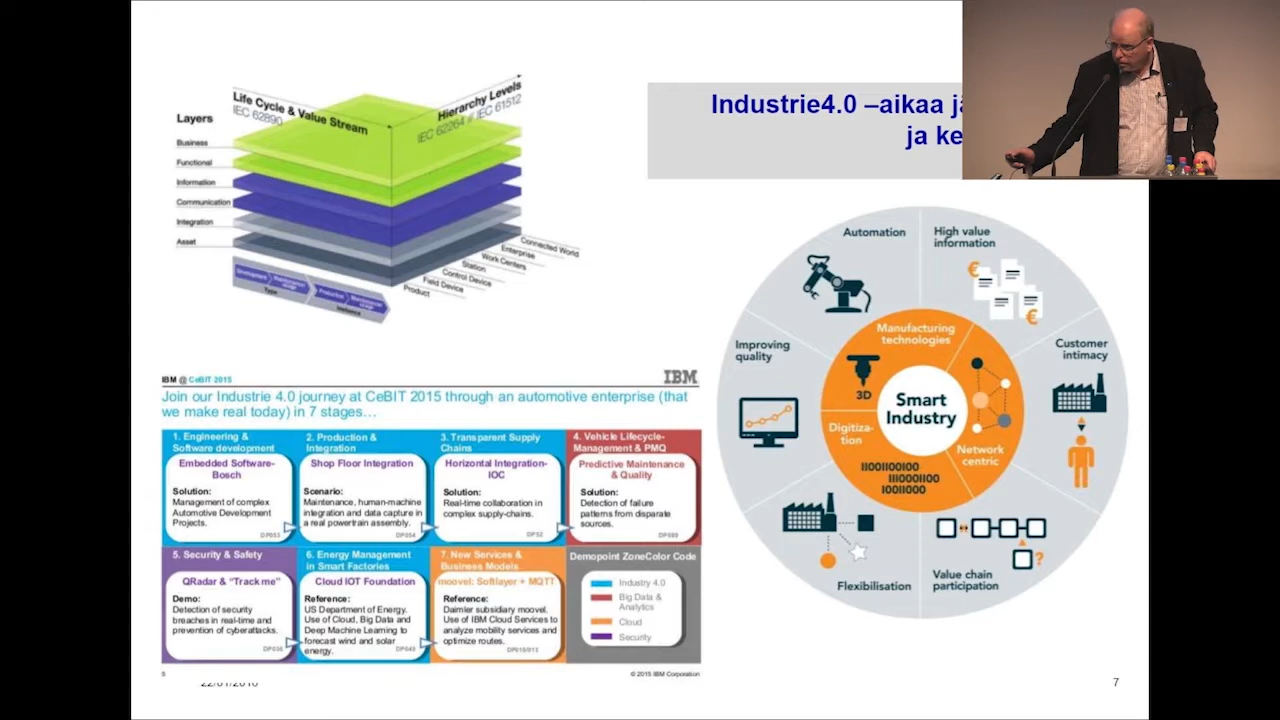 Industrie4.0 –aikaa
ja
Life Cycle & Value Stream
IEC 62890
Hierarchy Levels
IEC 62264 // IEC 61512
Layers
Business
Functional
Information
Communication
Integration
Asset
Connected World
Enterprise
Work Centers
Station
Control Device
Field Device
Product
Development
Production
Type
Instance
Automation
High value
information
Improving
quality
Customer
intimacy
Manufacturing
technologies
3D
Smart
Industry
Digitiza-
tion
Network
centric
IIOOIIOOIOO
IIIOOIIOO
IOOIIOOO
Flexibilisation
Value chain
participation
?
€
€
IBM @ CeBIT 2015
IBM
Join our Industrie 4.0 journey at CeBIT 2015 through an automotive enterprise (that
we make real today) in 7 stages…
1. Engineering &
Software development
Embedded Software-
Bosch
Solution:
Management of complex
Automotive Development
Projects.
DP053
2. Production &
Integration
Shop Floor Integration
Scenario:
Maintenance, human-machine
integration and data capture in
a real powertrain assembly.
DP054
3. Transparent Supply
Chains
Horizontal Integration-
IOC
Solution:
Real-time collaboration in
complex supply-chains.
DP52
4. Vehicle Lifecycle-
Management & PMQ
Predictive Maintenance
& Quality
Solution:
Detection of failure
patterns from disparate
sources.
5. Security & Safety
QRadar & “Track me”
Demo:
Detection of security
breaches in real-time and
prevention of cyberattacks.
6. Energy Management
in Smart Factories
Cloud IOT Foundation
Reference:
US Department of Energy.
Use of Cloud, Big Data and
Deep Machine Learning to
forecast wind and solar
energy.
DP049
7. New Services &
Business Models
moovel: Softlayer + MQTT
Reference:
Daimler subsidiary moovel.
Use of IBM Cloud Services to
analyze mobility services and
optimize routes.
DP015/013
Demopoint ZoneColor Code
Industry 4.0
Big Data &
Analytics
Cloud
Security
© 2015 IBM Corporation
22/01/2016
7